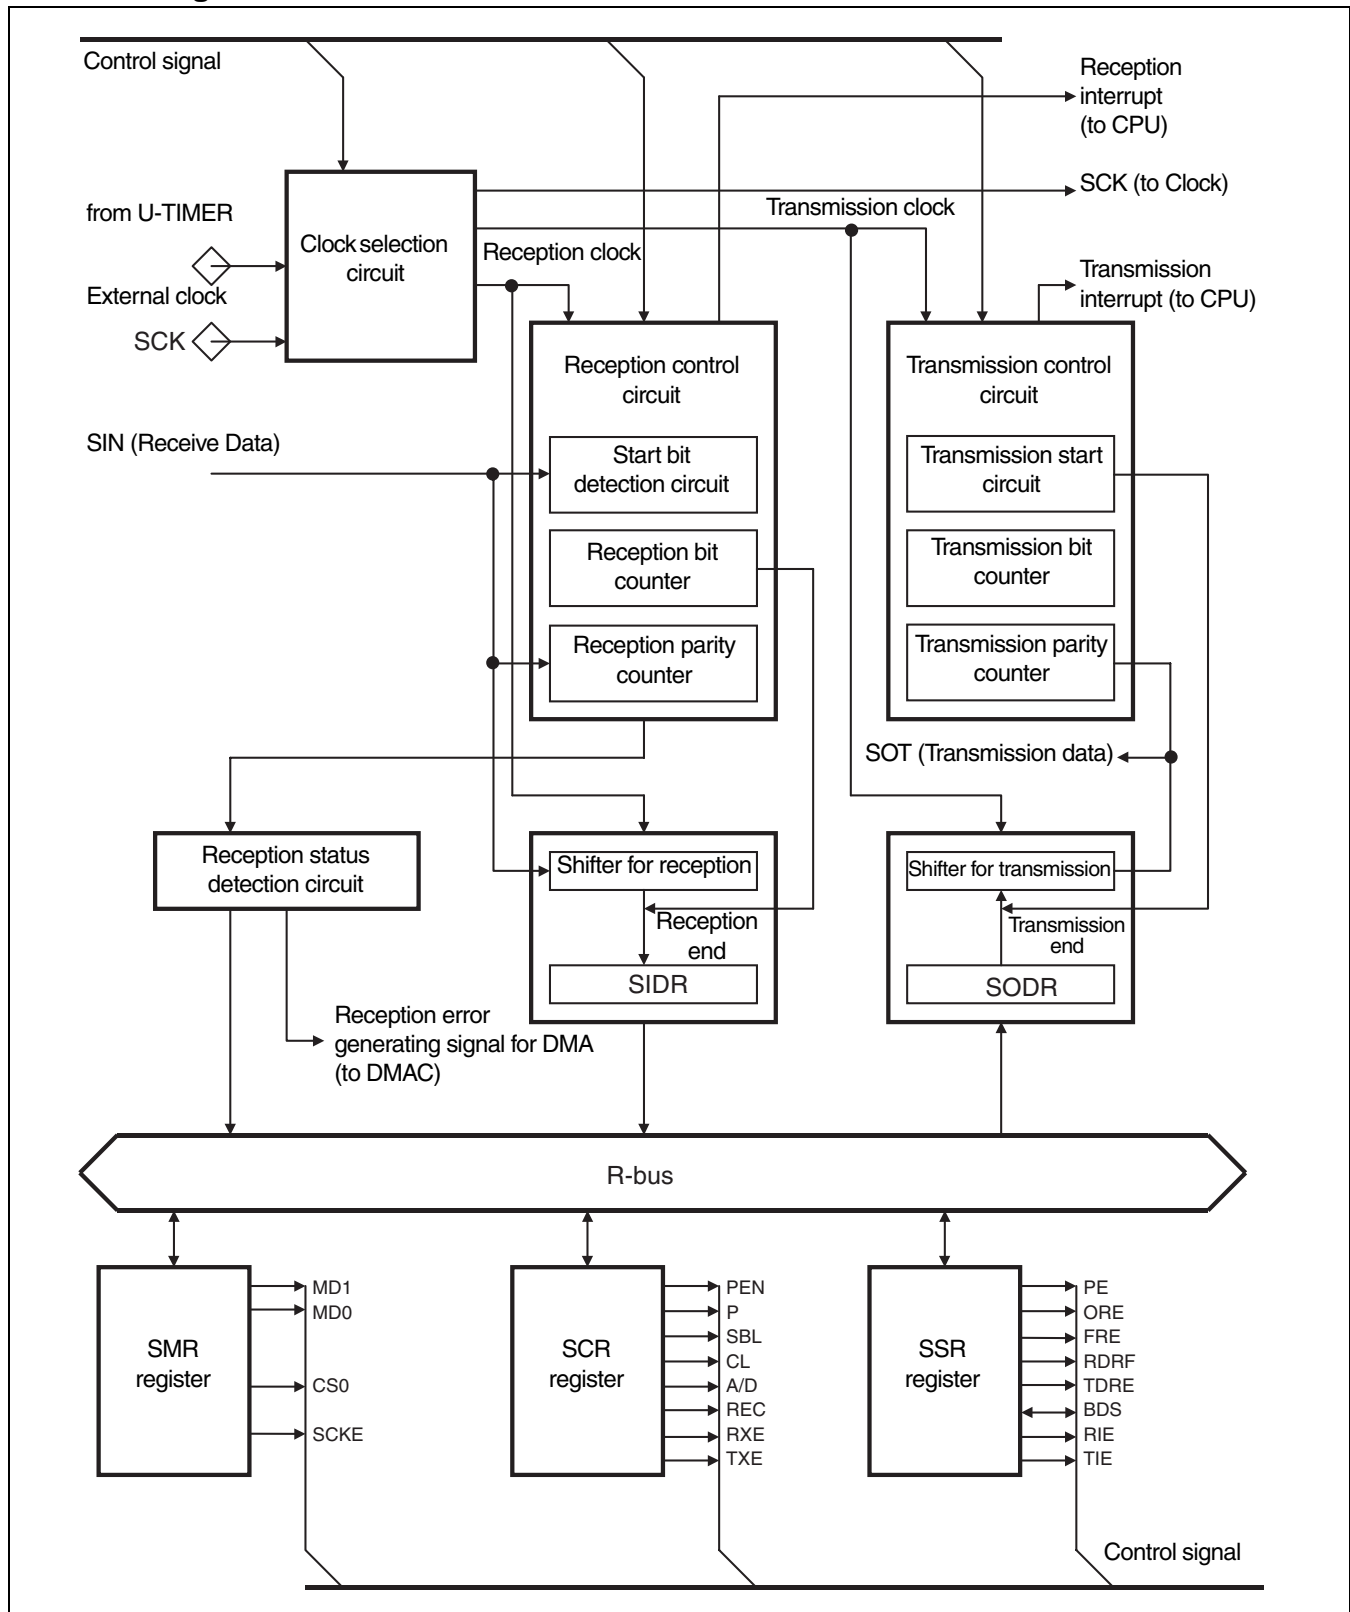 Control signal
Reception
interrupt
(to CPU)
SCK (to Clock)
from U-TIMER
Transmission clock
Clock selection
circuit
Reception clock
External clock
SCK
Transmission
interrupt (to CPU)
Reception control
circuit
Transmission control
circuit
SIN (Receive Data)
Start bit
detection circuit
Transmission start
circuit
Reception bit
counter
Transmission bit
counter
Reception parity
counter
Transmission parity
counter
SOT (Transmission data)
Reception status
detection circuit
Shifter for reception
Shifter for transmission
Reception
end
Transmission
end
SIDR
SODR
Reception error
generating signal for DMA
(to DMAC)
R-bus
SMR
register
MD1
MD0
CS0
SCKE
SCR
register
PEN
P
SBL
CL
A/D
REC
RXE
TXE
SSR
register
PE
ORE
FRE
RDRF
TDRE
BDS
RIE
TIE
Control signal